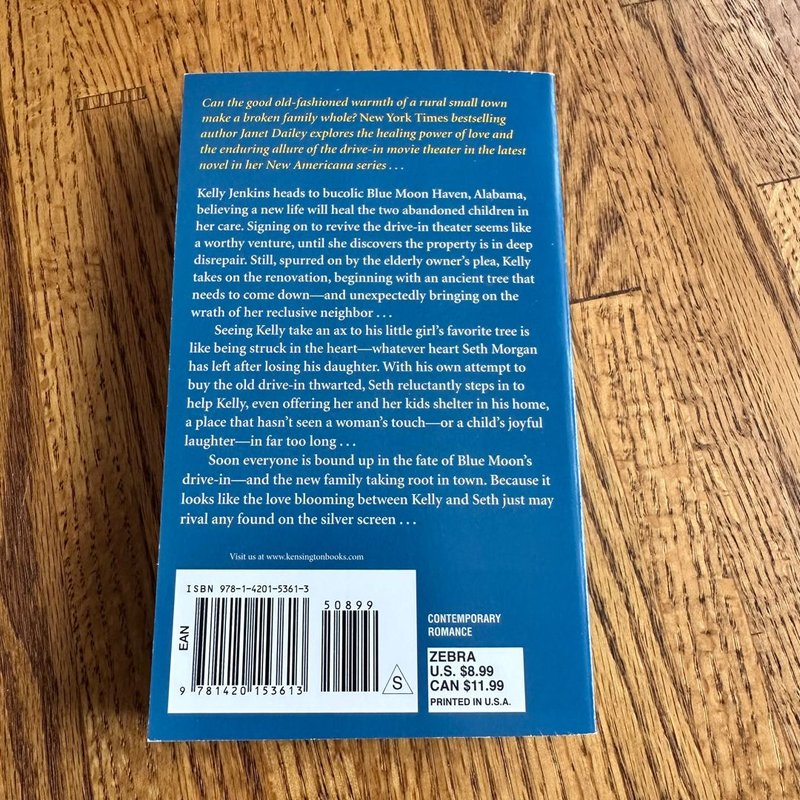 Can the good old-fashioned warmth of a rural small town
make a broken family whole? New York Times bestselling
author Janet Dailey explores the healing power of love and
the enduring allure of the drive-in movie theater in the latest
novel in her New Americana series . . .
Kelly Jenkins heads to bucolic Blue Moon Haven, Alabama,
believing a new life will heal the two abandoned children in
her care. Signing on to revive the drive-in theater seems like
a worthy venture, until she discovers the property is in deep
disrepair. Still, spurred on by the elderly owner's plea, Kelly
takes on the renovation, beginning with an ancient tree that
needs to come down—and unexpectedly bringing on the
wrath of her reclusive neighbor . . .
Seeing Kelly take an ax to his little girl's favorite tree is
like being struck in the heart—whatever heart Seth Morgan
has left after losing his daughter. With his own attempt to
buy the old drive-in thwarted, Seth reluctantly steps in to
help Kelly, even offering her and her kids shelter in his home,
a place that hasn't seen a woman's touch—or a child's joyful
laughter—in far too long . . .
Soon everyone is bound up in the fate of Blue Moon's
drive-in—and the new family taking root in town. Because it
looks like the love blooming between Kelly and Seth just may
rival any found on the silver screen . . .
Visit us at www.kensingtonbooks.com
ISBN 978-1-4201-5361-3
50899
EAN
9 781420 153613
S
CONTEMPORARY
ROMANCE
ZEBRA
U.S. $8.99
CAN $11.99
PRINTED IN U.S.A.